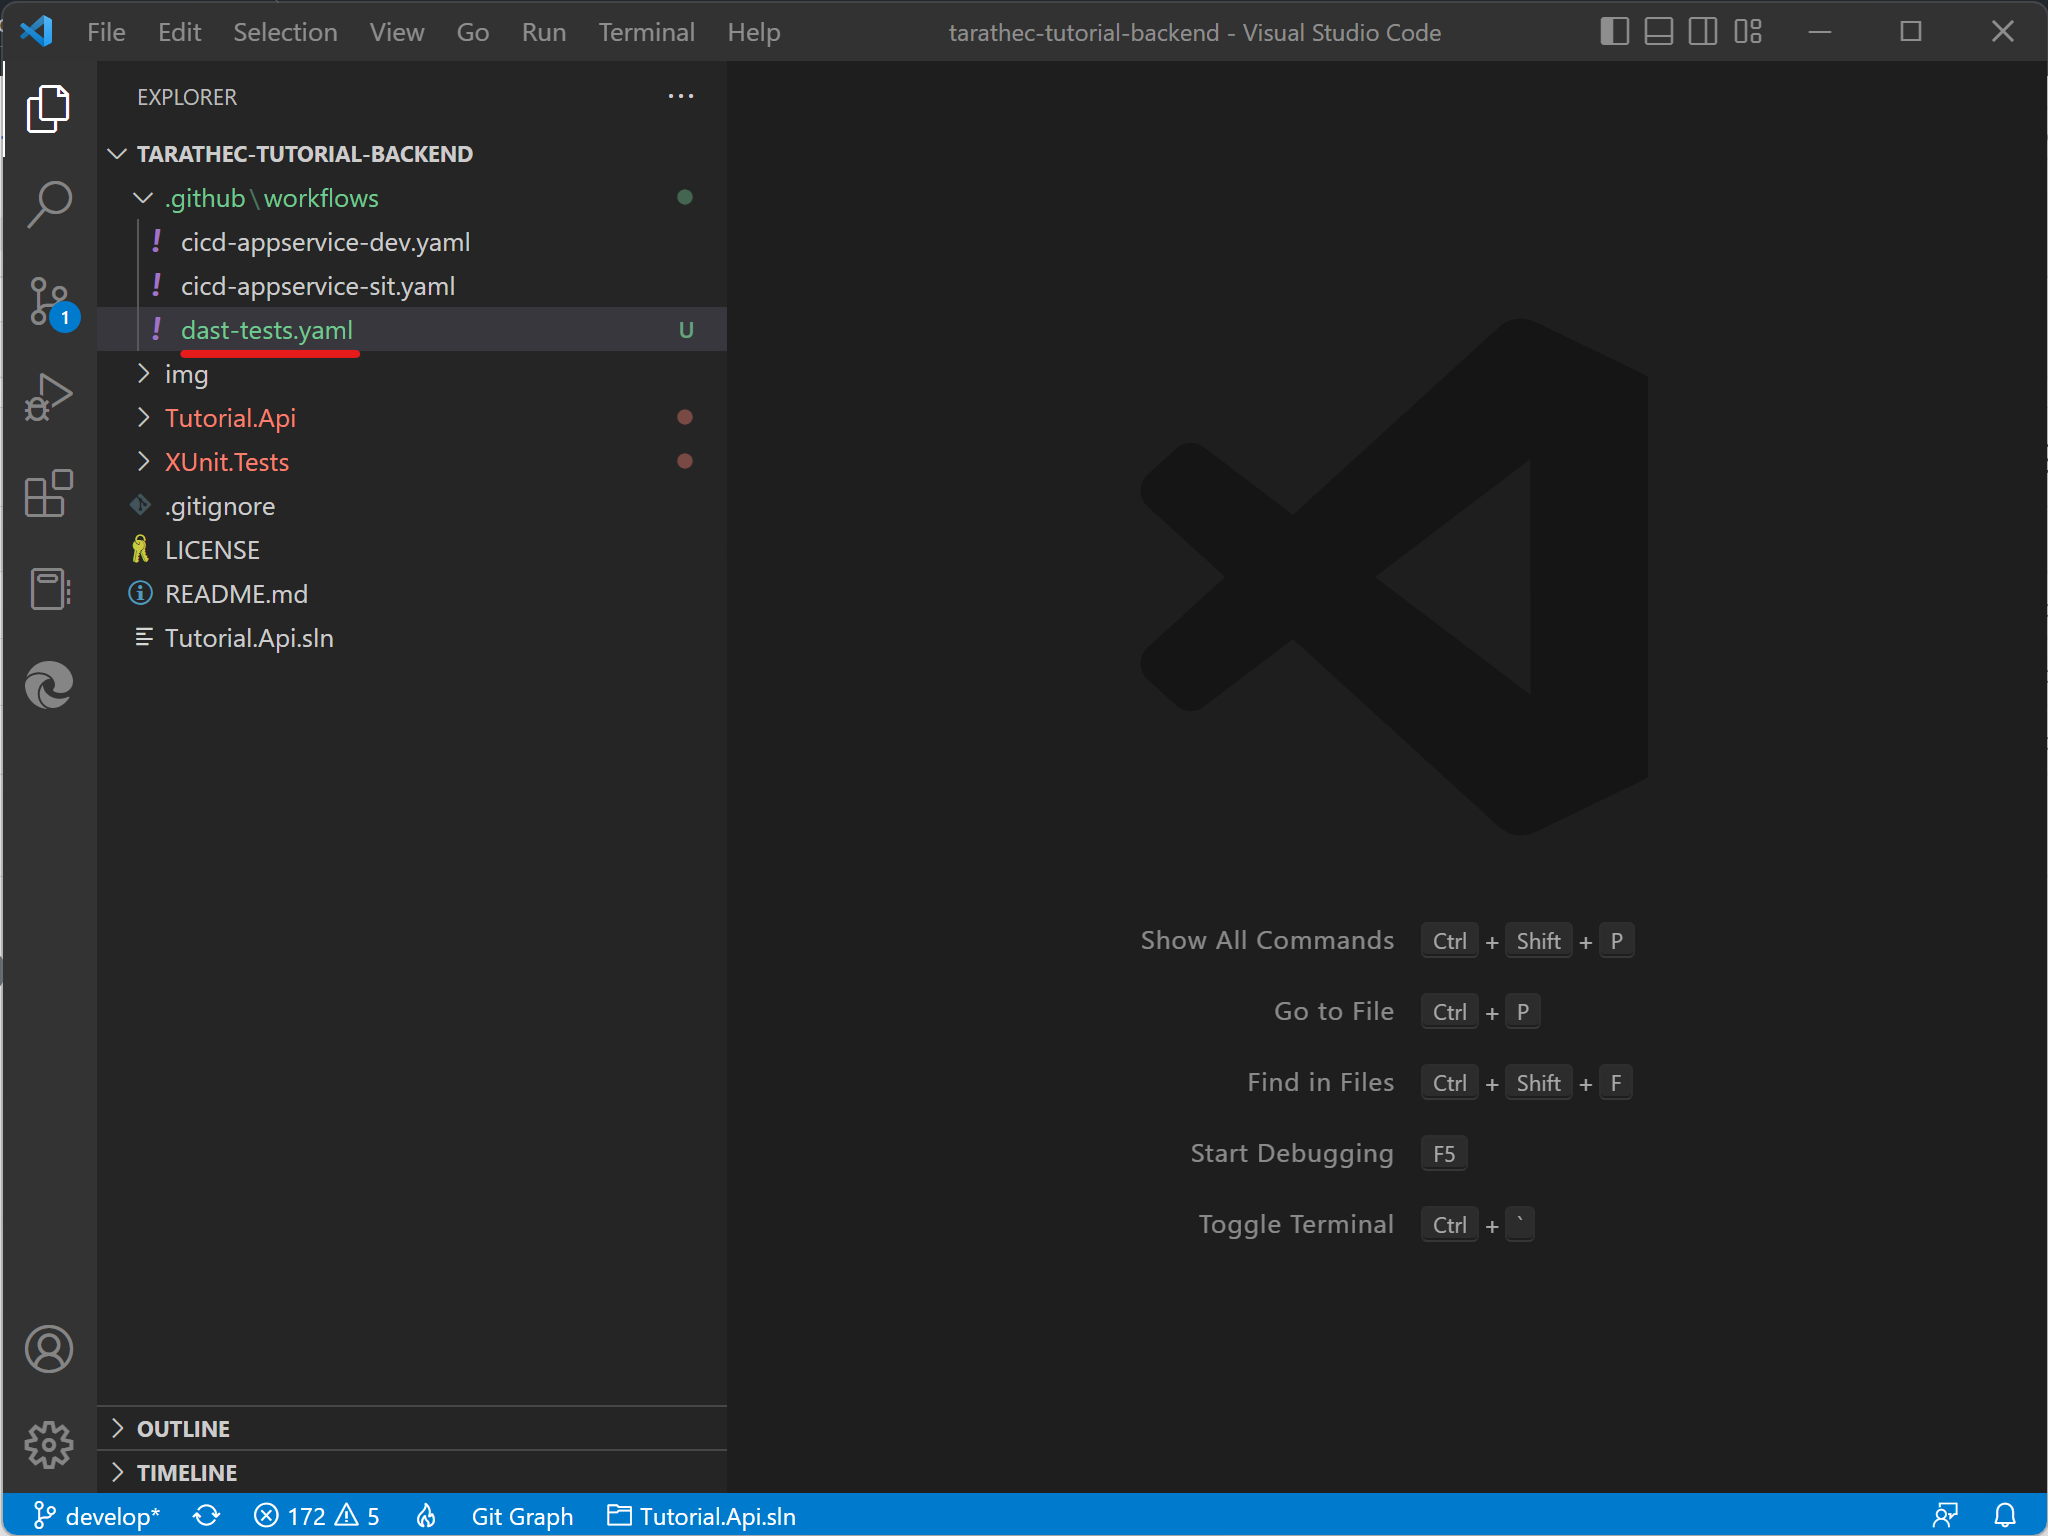 File Edit Selection View Go Run Terminal Help tarathec-tutorial-backend - Visual Studio Code
EXPLORER ···
TARATHEC-TUTORIAL-BACKEND
.github\workflows
! cicd-appservice-dev.yaml
! cicd-appservice-sit.yaml
! dast-tests.yaml U
1
img
Tutorial.Api
XUnit.Tests
.gitignore
LICENSE
README.md
Tutorial.Api.sln
Show All Commands Ctrl + Shift + P
Go to File Ctrl + P
Find in Files Ctrl + Shift + F
Start Debugging F5
Toggle Terminal Ctrl + `
OUTLINE
TIMELINE
develop* 172 5 Git Graph Tutorial.Api.sln